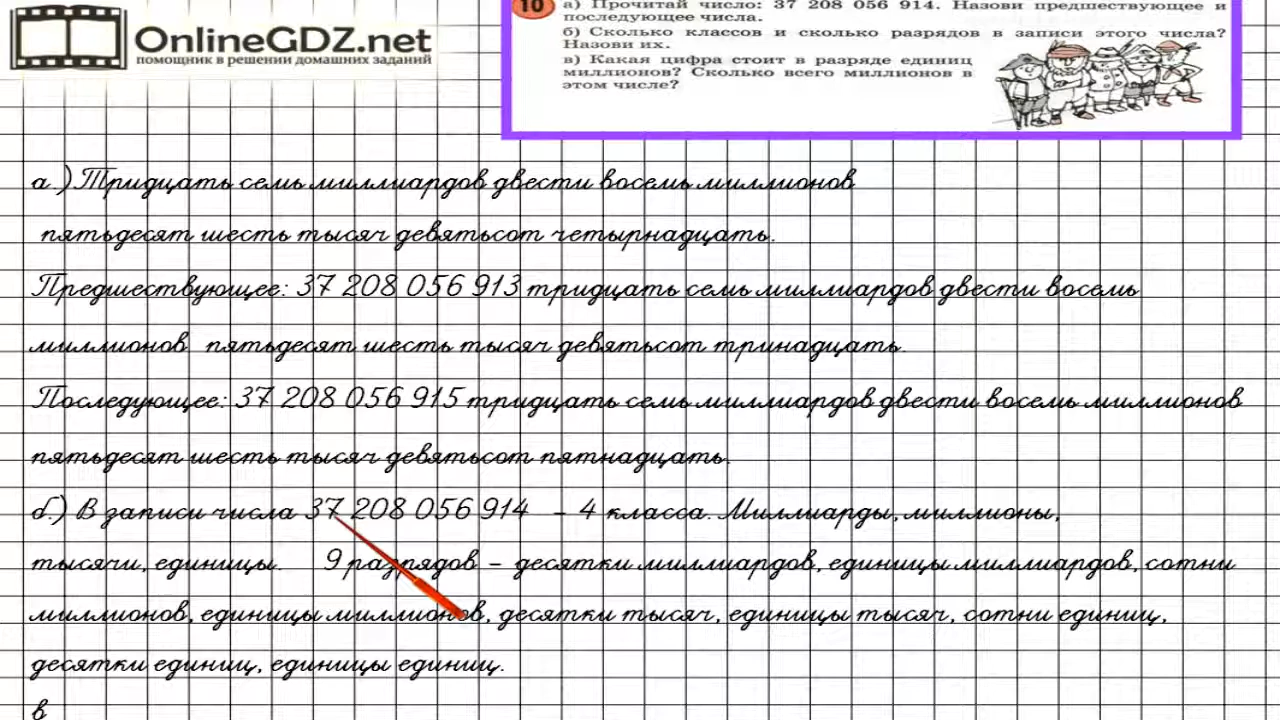 OnlineGDZ.net
помощник в решении домашних заданий
10 а) Прочитай число: 37 208 056 914. Назови предшествующее и
последующее числа.
б) Сколько классов и сколько разрядов в записи этого числа?
Назови их.
в) Какая цифра стоит в разряде единиц
миллионов? Сколько всего миллионов в
этом числе?
а.) Тридцать семь миллиардов двести восемь миллионов
пятьдесят шесть тысяч девятьсот четырнадцать.
Предшествующее: 37 208 056 913 тридцать семь миллиардов двести восемь
миллионов пятьдесят шесть тысяч девятьсот тринадцать.
Последующее: 37 208 056 915 тридцать семь миллиардов двести восемь миллионов
пятьдесят шесть тысяч девятьсот пятнадцать.
б.) В записи числа 37 208 056 914 - 4 класса. Миллиарды, миллионы,
тысячи, единицы. 9 разрядов - десятки миллиардов, единицы миллиардов, сотни
миллионов, единицы миллионов, десятки тысяч, единицы тысяч, сотни единиц,
десятки единиц, единицы единиц.
в